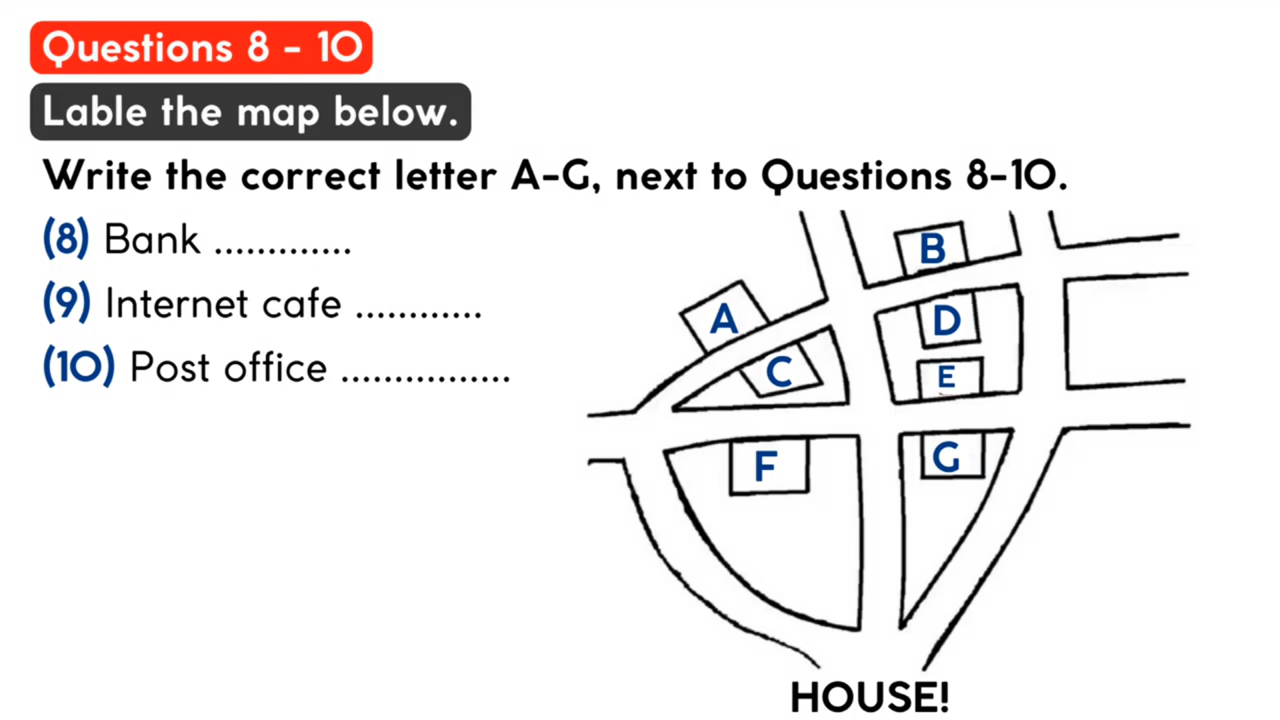 Questions 8 - 10
Lable the map below.
Write the correct letter A-G, next to Questions 8-10.
(8) Bank .............
(9) Internet cafe ............
(10) Post office ................
B
A
D
C
E
F
G
HOUSE!